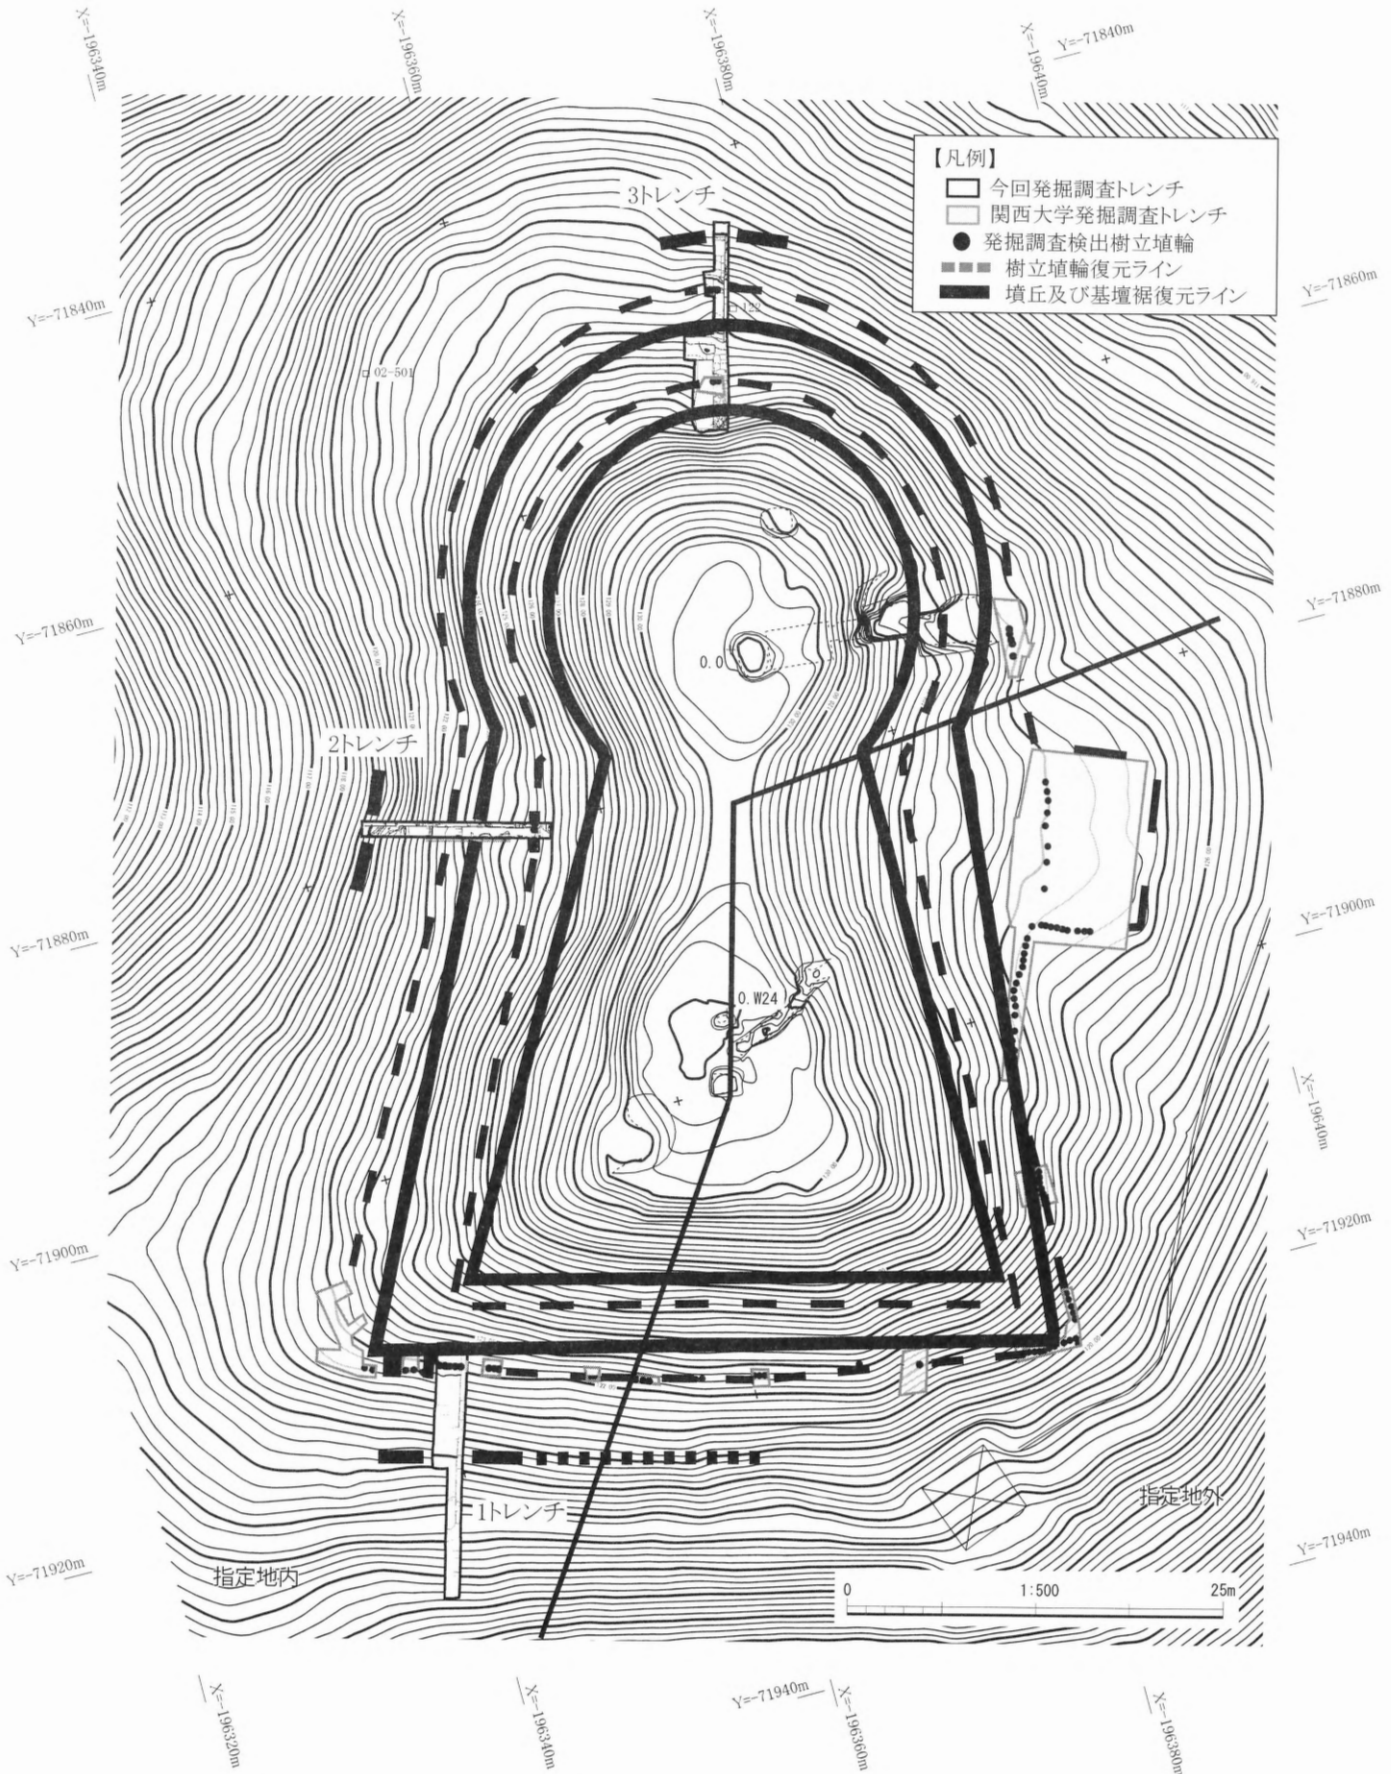 X=-196340m
X=-196360m
X=-196380m
X=-19640m
Y=-71840m
【凡例】
今回発掘調査トレンチ
関西大学発掘調査トレンチ
発掘調査検出樹立埴輪
樹立埴輪復元ライン
墳丘及び基壇裾復元ライン
3トレンチ
Y=-71860m
Y=-71840m
122
02-501
Y=-71880m
Y=-71860m
0.0
2トレンチ
Y=-71900m
Y=-71880m
0.W24
X=-19640m
Y=-71920m
Y=-71900m
1トレンチ
指定地外
Y=-71940m
指定地内
Y=-71920m
0 1:500 25m
X=-196320m
X=-196340m
Y=-71940m
X=-196360m
X=-196380m